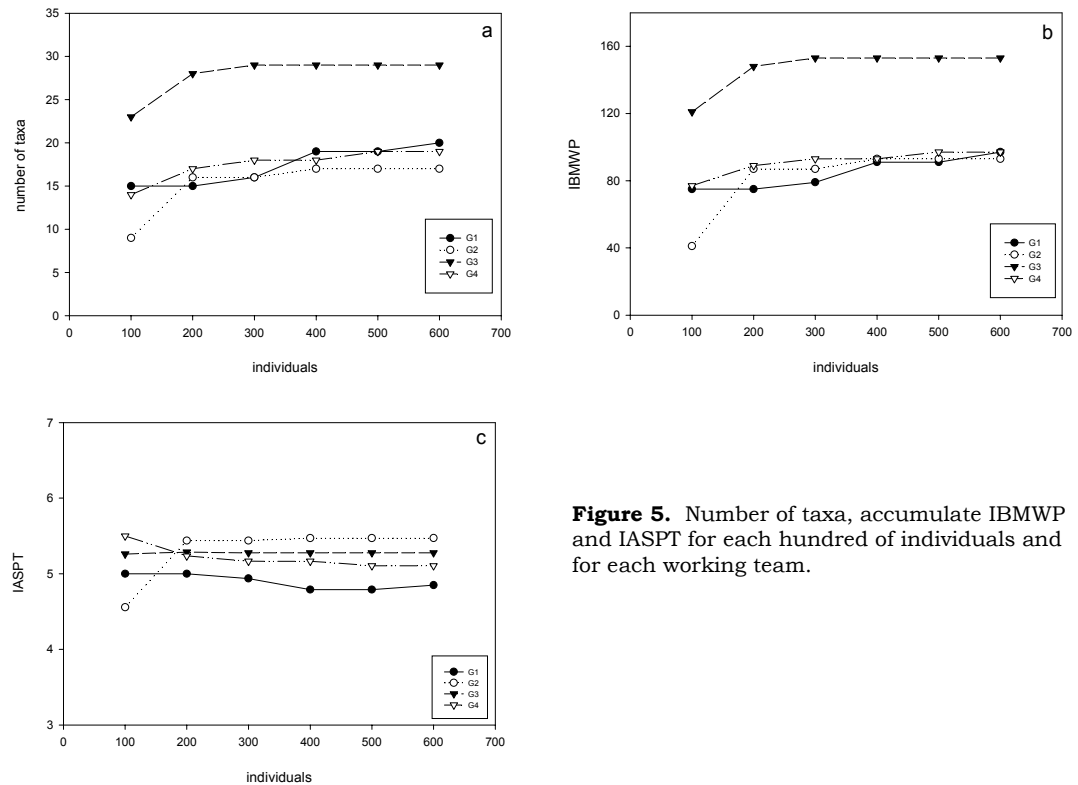 a
35
30
25
20
15
10
5
0
number of taxa
0 100 200 300 400 500 600 700
individuals
G1
G2
G3
G4
b
160
120
80
40
0
IBMWP
0 100 200 300 400 500 600 700
individuals
G1
G2
G3
G4
c
7
6
5
4
3
IASPT
0 100 200 300 400 500 600 700
individuals
G1
G2
G3
G4
Figure 5. Number of taxa, accumulate IBMWP
and IASPT for each hundred of individuals and
for each working team.